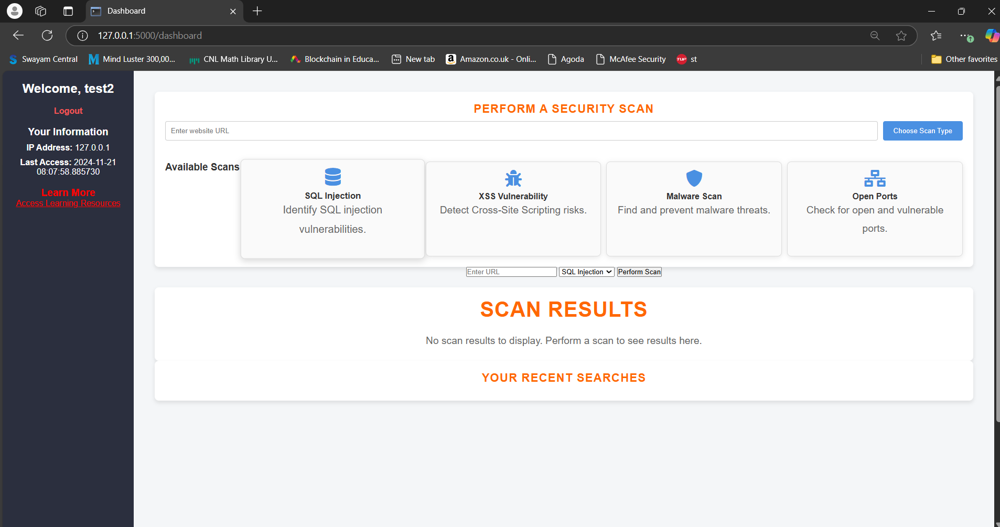 Dashboard
127.0.0.1:5000/dashboard
Swayam Central
Mind Luster 300,00...
CNL Math Library U...
Blockchain in Educa...
New tab
a Amazon.co.uk - Onli...
Agoda
McAfee Security
TUF st
Other favorites
Welcome, test2
Logout
Your Information
IP Address: 127.0.0.1
Last Access: 2024-11-21
08:07:58.885730
Learn More
Access Learning Resources
PERFORM A SECURITY SCAN
Enter website URL
Choose Scan Type
Available Scans
SQL Injection
Identify SQL injection
vulnerabilities.
XSS Vulnerability
Detect Cross-Site Scripting risks.
Malware Scan
Find and prevent malware threats.
Open Ports
Check for open and vulnerable
ports.
Enter URL
SQL Injection
Perform Scan
SCAN RESULTS
No scan results to display. Perform a scan to see results here.
YOUR RECENT SEARCHES